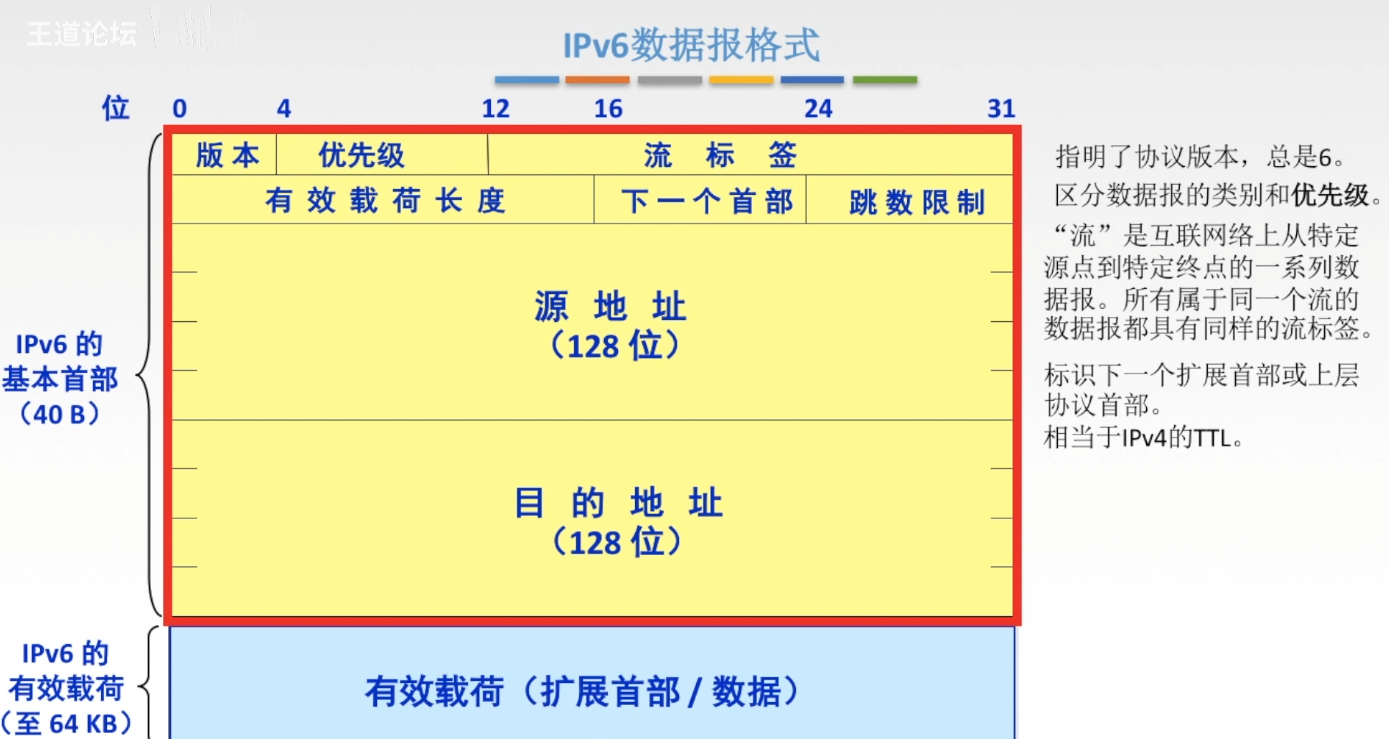 王道论坛
IPv6数据报格式
位 0 4 12 16 24 31
版本 优先级 流标签
有效载荷长度 下一个首部 跳数限制
源地址
（128 位）
目的地址
（128 位）
IPv6 的
基本首部
（40 B）
IPv6 的
有效载荷
（至 64 KB）
有效载荷（扩展首部 / 数据）
指明了协议版本，总是6。
区分数据报的类别和优先级。
“流”是互联网络上从特定
源点到特定终点的一系列数
据报。所有属于同一个流的
数据报都具有同样的流标签。
标识下一个扩展首部或上层
协议首部。
相当于IPv4的TTL。